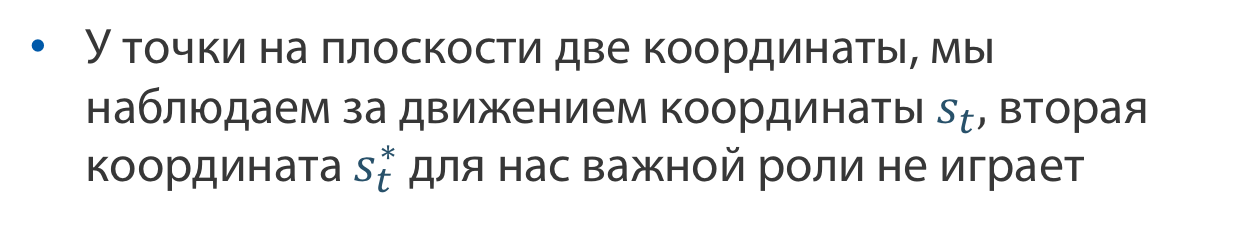 • У точки на плоскости две координаты, мы
наблюдаем за движением координаты $s_t$, вторая
координата $s_t^*$ для нас важной роли не играет